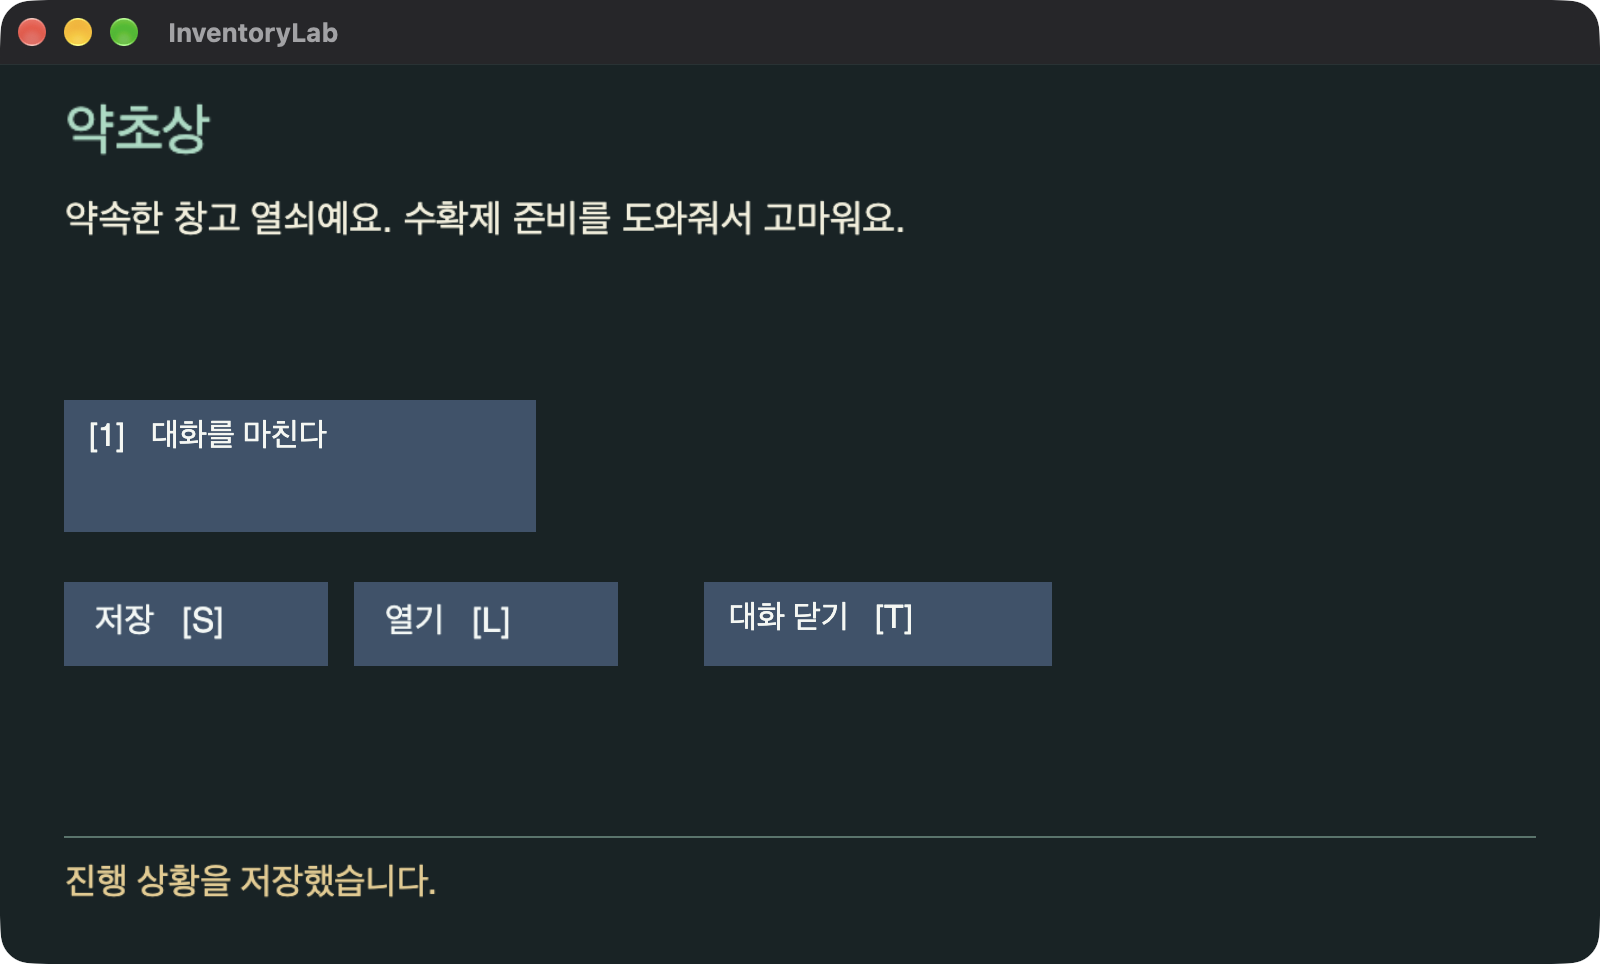 InventoryLab
약초상
약속한 창고 열쇠예요. 수확제 준비를 도와줘서 고마워요.
[1] 대화를 마친다
저장 [S] 열기 [L] 대화 닫기 [T]
진행 상황을 저장했습니다.